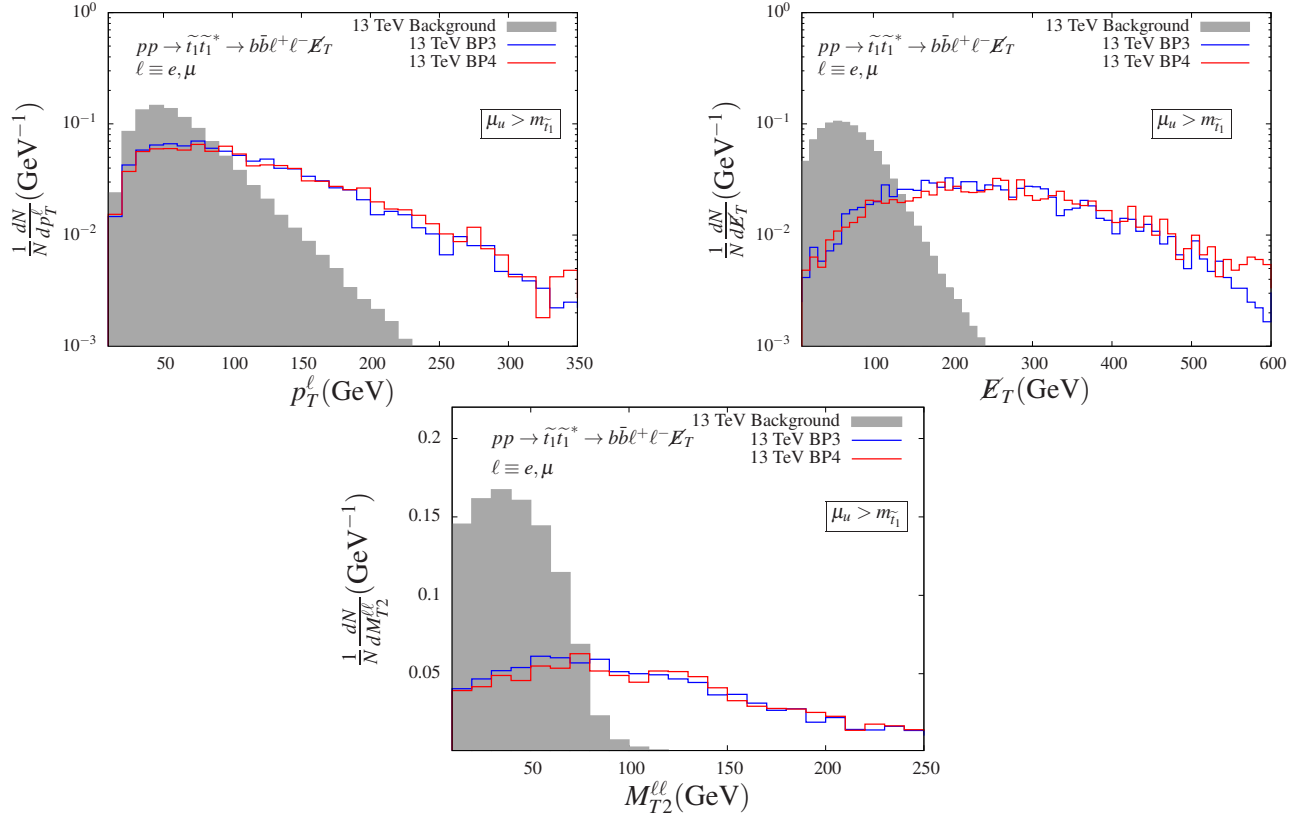 13 TeV Background
13 TeV BP3
13 TeV BP4
pp → t̃₁t̃₁* → bb̄ℓ⁺ℓ⁻E̸_T
ℓ ≡ e, μ
μ_u > m_t̃₁
1/N dN/dp_T^ℓ (GeV⁻¹)
10⁰
10⁻¹
10⁻²
10⁻³
50 100 150 200 250 300 350
p_T^ℓ(GeV)
13 TeV Background
13 TeV BP3
13 TeV BP4
pp → t̃₁t̃₁* → bb̄ℓ⁺ℓ⁻E̸_T
ℓ ≡ e, μ
μ_u > m_t̃₁
1/N dN/dE̸_T (GeV⁻¹)
10⁰
10⁻¹
10⁻²
10⁻³
100 200 300 400 500 600
E̸_T(GeV)
13 TeV Background
13 TeV BP3
13 TeV BP4
pp → t̃₁t̃₁* → bb̄ℓ⁺ℓ⁻E̸_T
ℓ ≡ e, μ
μ_u > m_t̃₁
1/N dN/dM_T2^ℓℓ (GeV⁻¹)
0.2
0.15
0.1
0.05
50 100 150 200 250
M_T2^ℓℓ(GeV)